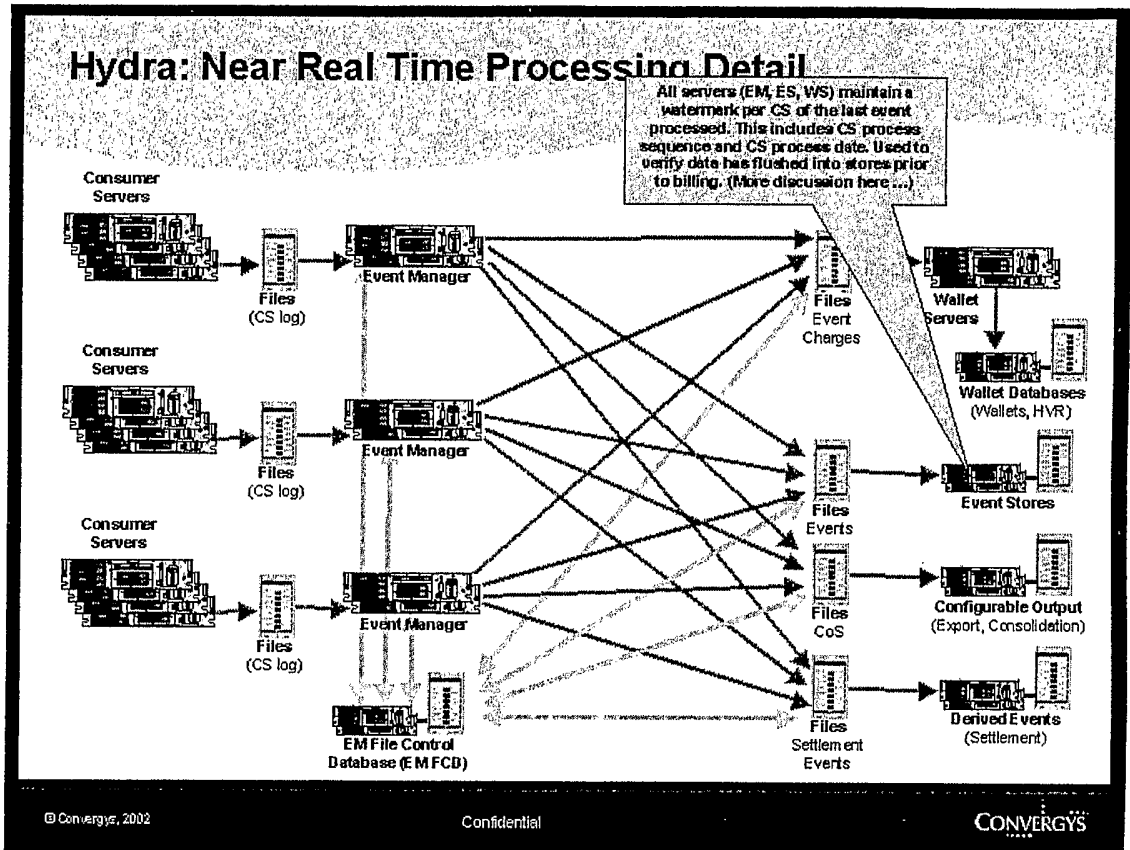 Hydra: Near Real Time Processing Detail
All servers (EM, ES, WS) maintain a
watermark per CS of the last event
processed. This includes CS process
sequence and CS process date. Used to
verify data has flushed into stores prior
to billing. (More discussion here ...)
Consumer
Servers
Files
(CS log)
Event Manager
Files
Event
Charges
Wallet
Servers
Wallet Databases
(Wallets, HVR)
Consumer
Servers
Files
(CS log)
Event Manager
Files
Events
Event Stores
Consumer
Servers
Files
(CS log)
Event Manager
Files
CoS
Configurable Output
(Export, Consolidation)
EM File Control
Database (EM FCD)
Files
Settlement
Events
Derived Events
(Settlement)
© Convergys, 2002
Confidential
CONVERGYS